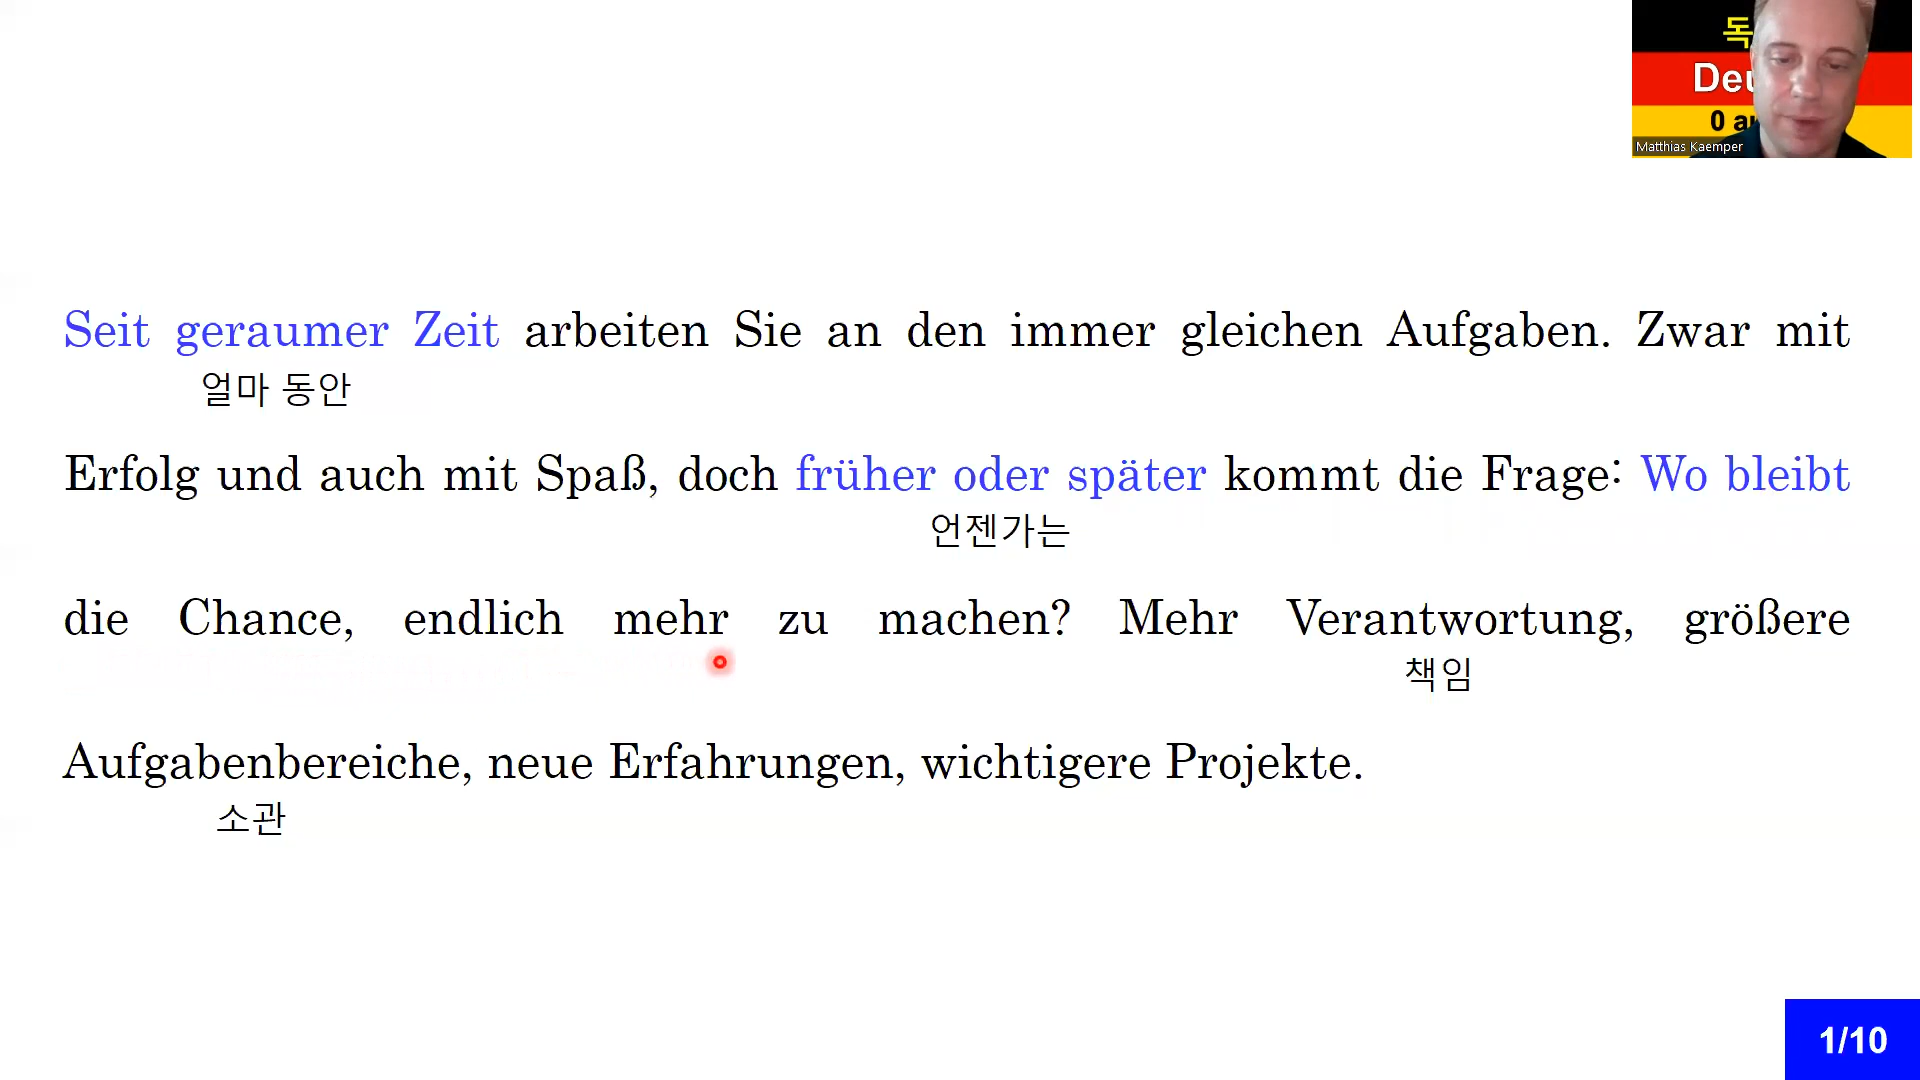 독
Deu
0 au
Matthias Kaemper
Seit geraumer Zeit arbeiten Sie an den immer gleichen Aufgaben. Zwar mit
얼마 동안
Erfolg und auch mit Spaß, doch früher oder später kommt die Frage: Wo bleibt
언젠가는
die Chance, endlich mehr zu machen? Mehr Verantwortung, größere
책임
Aufgabenbereiche, neue Erfahrungen, wichtigere Projekte.
소관
1/10